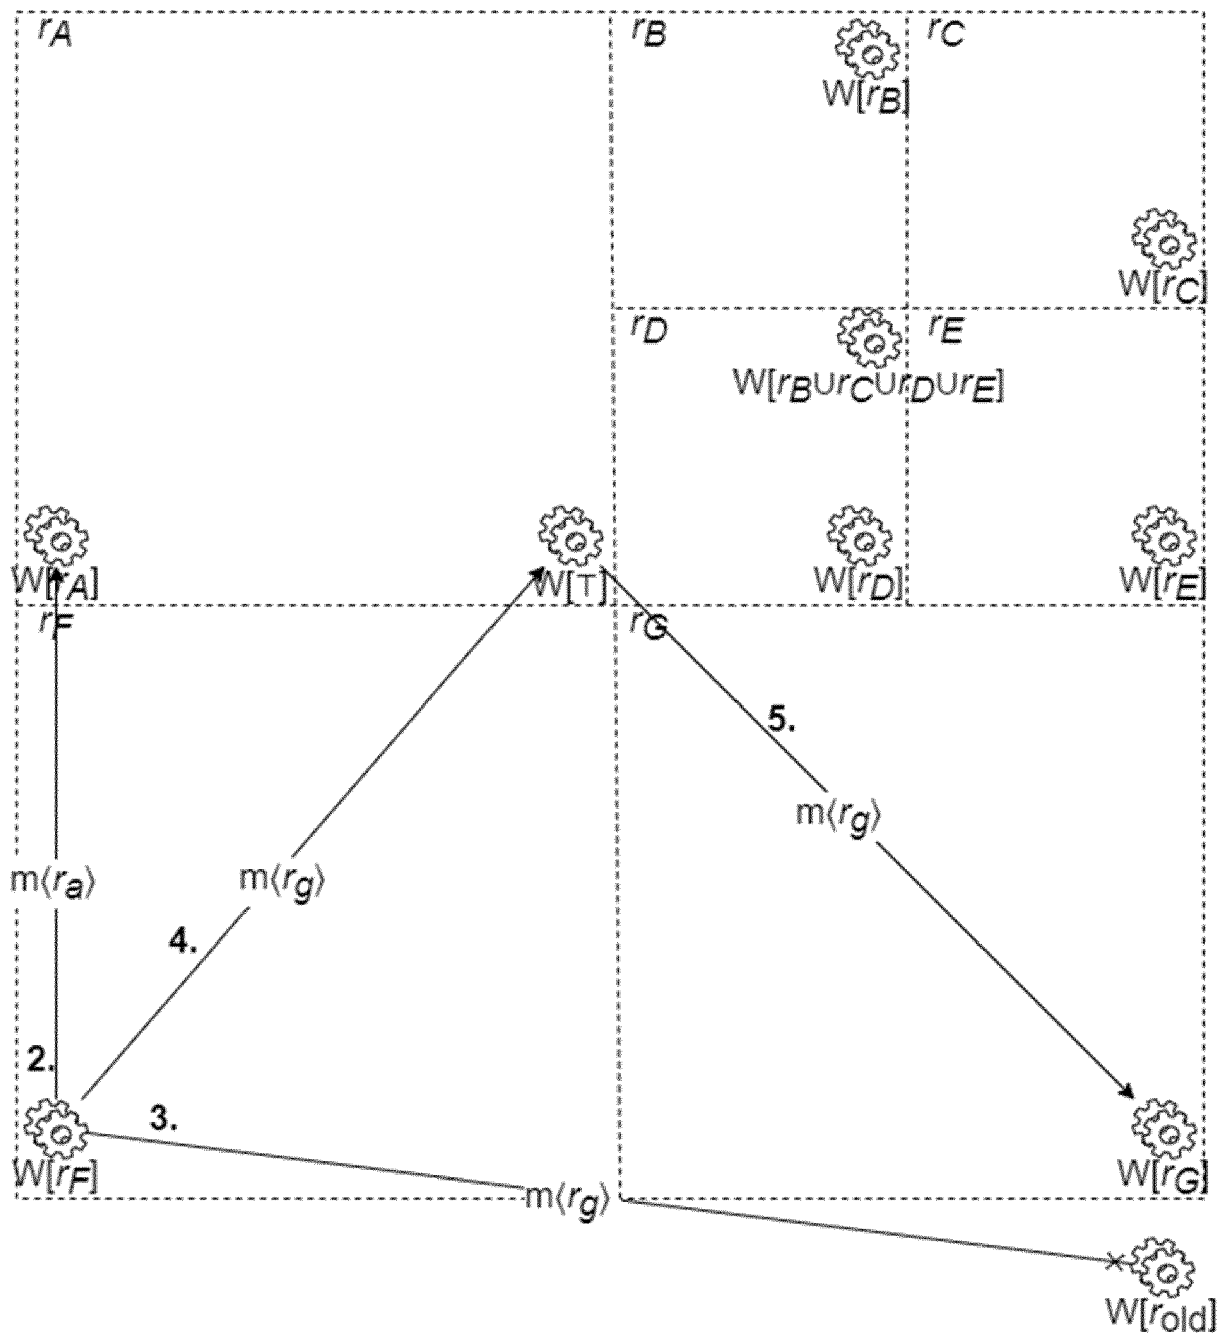 rA
rB
rC
W[rB]
W[rC]
rD
rE
W[rB∪rC∪rD∪rE]
W[rA]
W[⊤]
W[rD]
W[rE]
rF
rG
5.
m⟨rg⟩
m⟨ra⟩
m⟨rg⟩
4.
2.
3.
W[rF]
W[rG]
m⟨rg⟩
W[rold]